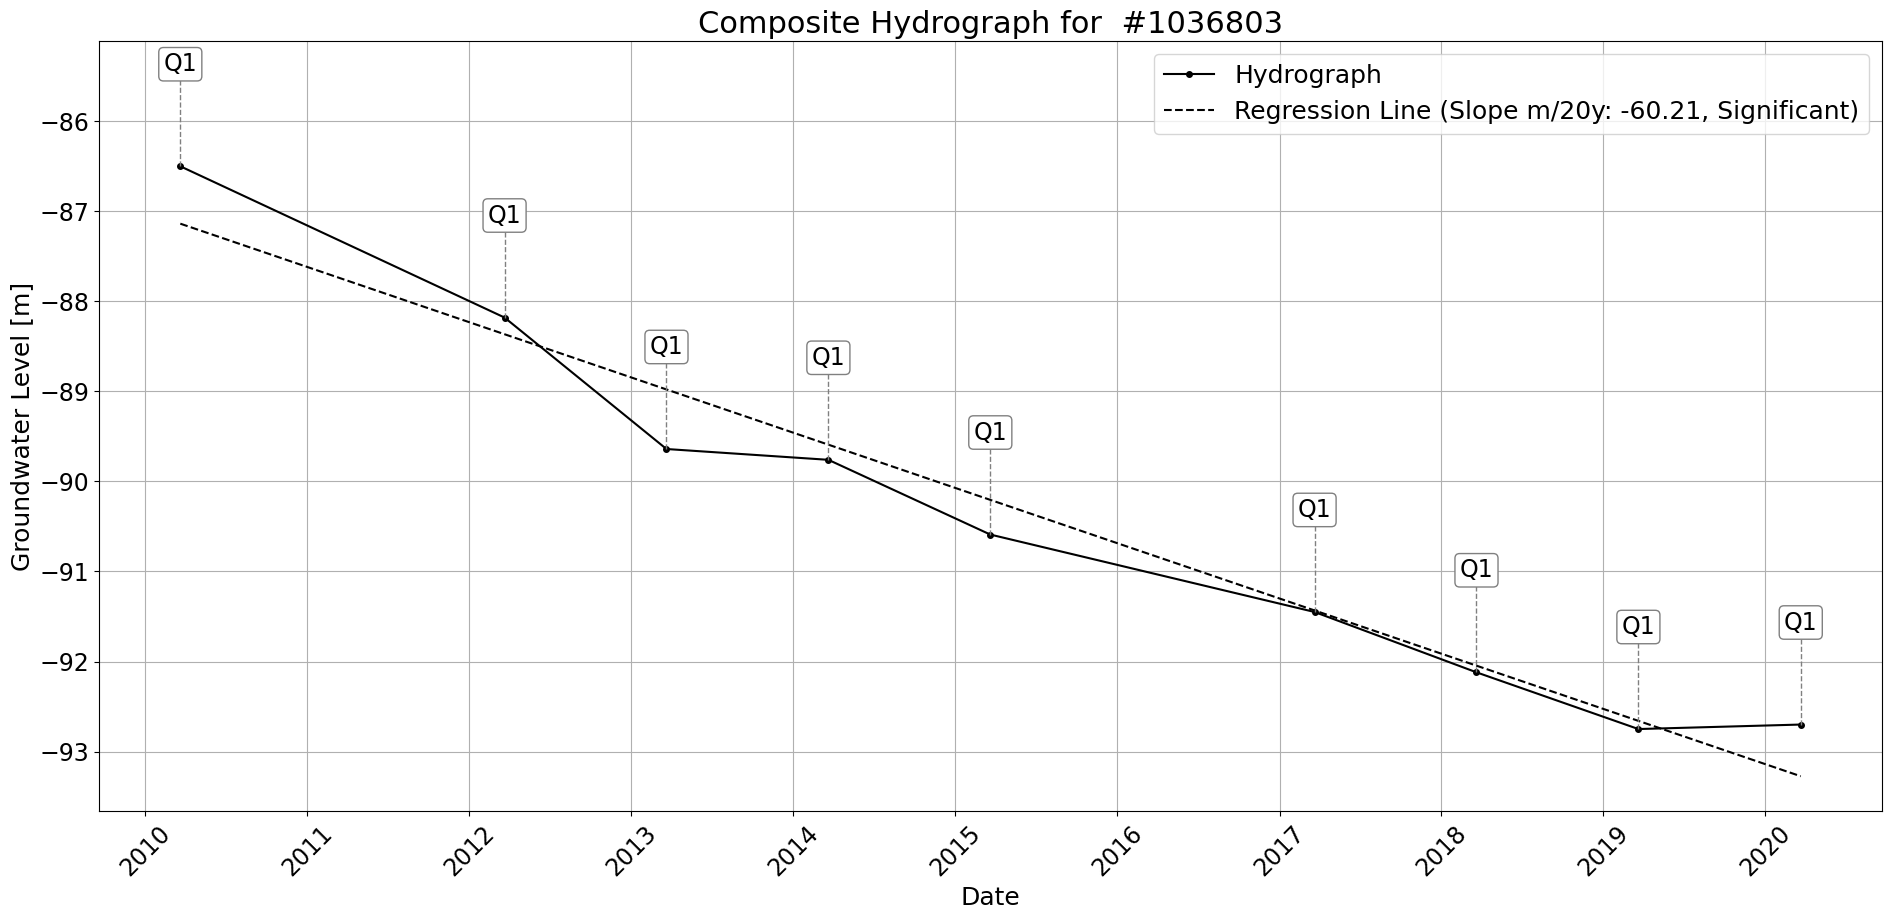 Composite Hydrograph for  #1036803
Hydrograph
Regression Line (Slope m/20y: -60.21, Significant)
Q1
Q1
Q1
Q1
Q1
Q1
Q1
Q1
Q1
Groundwater Level [m]
−86
−87
−88
−89
−90
−91
−92
−93
2010
2011
2012
2013
2014
2015
2016
2017
2018
2019
2020
Date